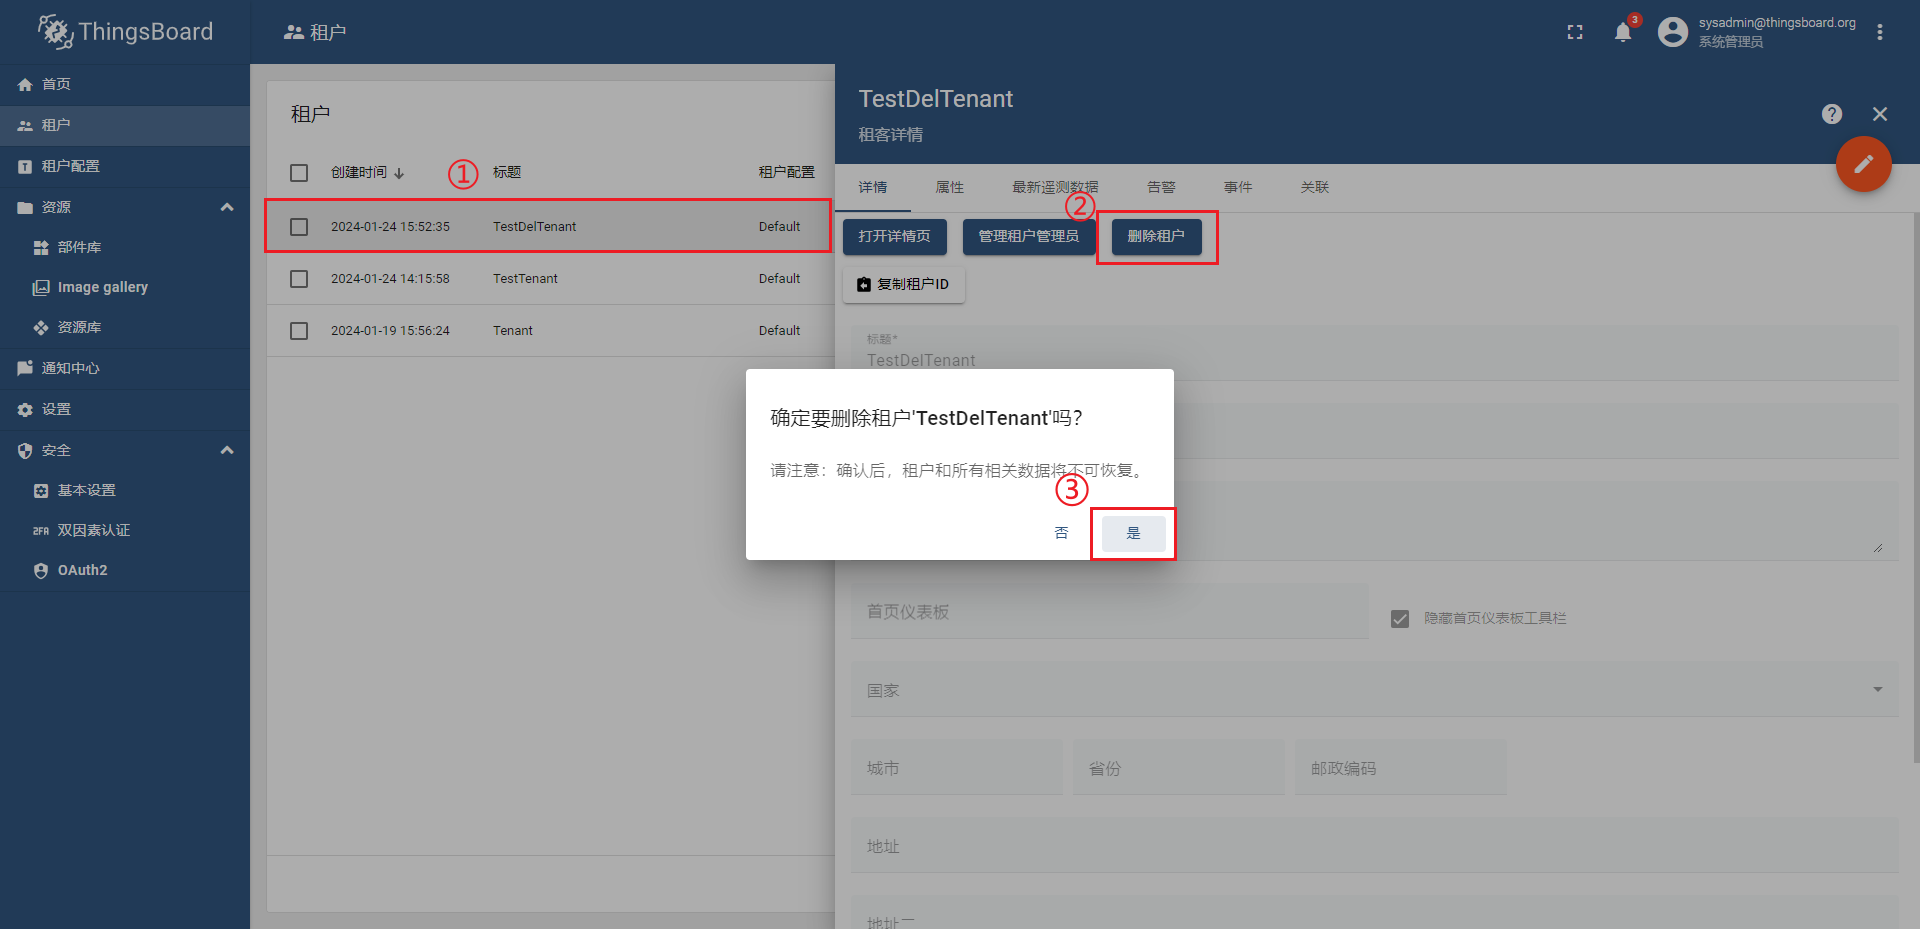 ThingsBoard
首页
租户
租户配置
资源
部件库
Image gallery
资源库
通知中心
设置
安全
基本设置
2FA 双因素认证
OAuth2
租户
3
sysadmin@thingsboard.org
系统管理员
租户
创建时间 ① 标题 租户配置
2024-01-24 15:52:35 TestDelTenant Default
2024-01-24 14:15:58 TestTenant Default
2024-01-19 15:56:24 Tenant Default
TestDelTenant
租客详情
?
详情 属性 最新遥测数据 告警 事件 关联
②
打开详情页 管理租户管理员 删除租户
复制租户ID
标题*
TestDelTenant
确定要删除租户'TestDelTenant'吗?
请注意：确认后，租户和所有相关数据将不可恢复。
③
否 是
首页仪表板 隐藏首页仪表板工具栏
国家
城市 省份 邮政编码
地址
地址二